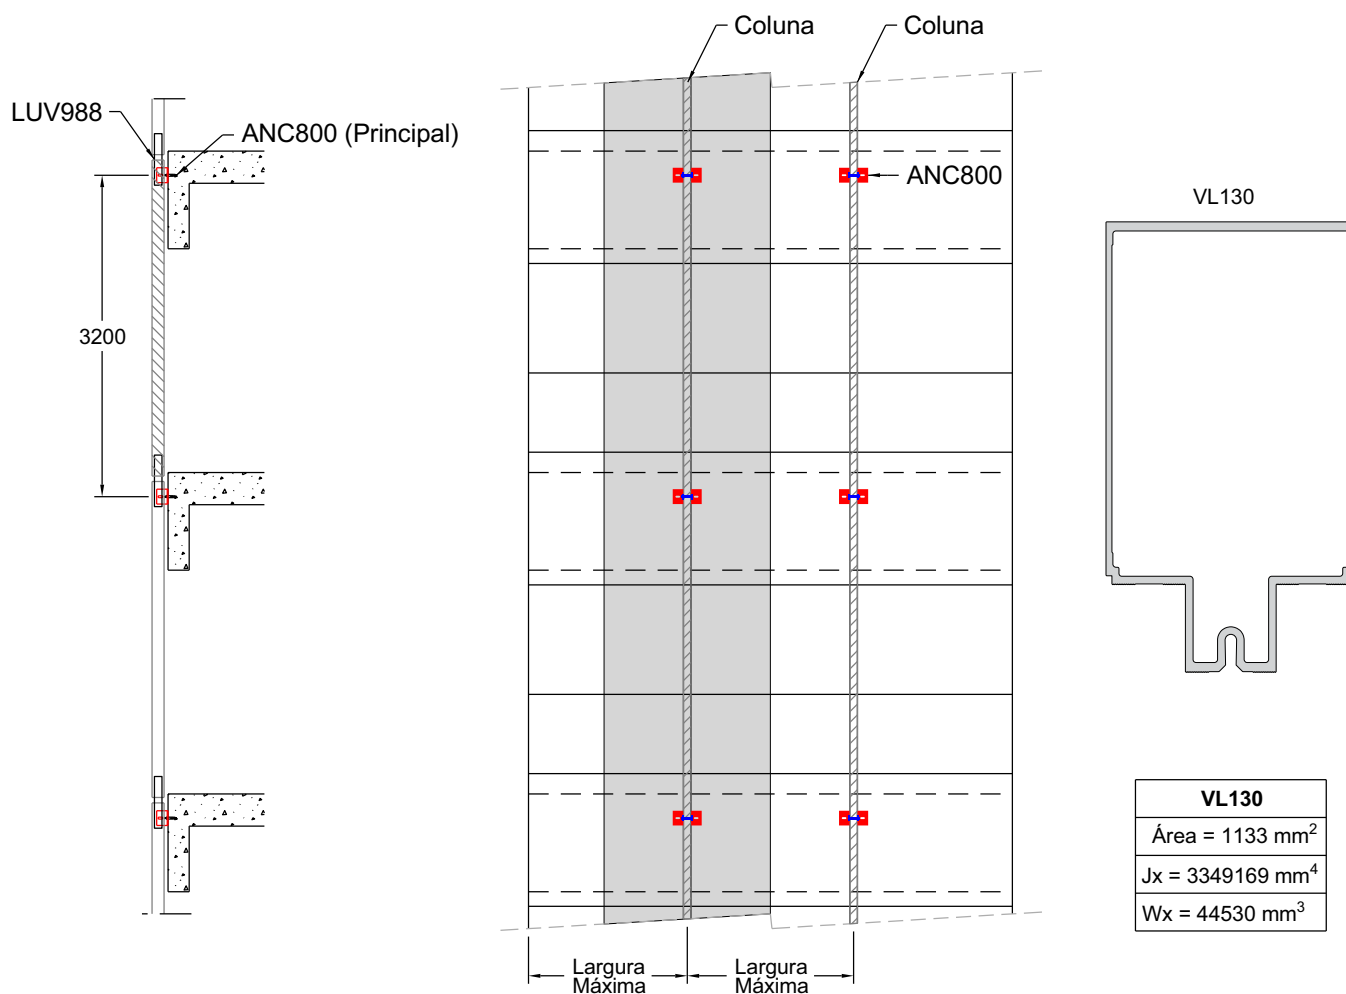 Coluna
Coluna
LUV988
ANC800 (Principal)
ANC800
VL130
3200
VL130
Área = 1133 mm²
Jx = 3349169 mm⁴
Wx = 44530 mm³
Largura
Máxima
Largura
Máxima